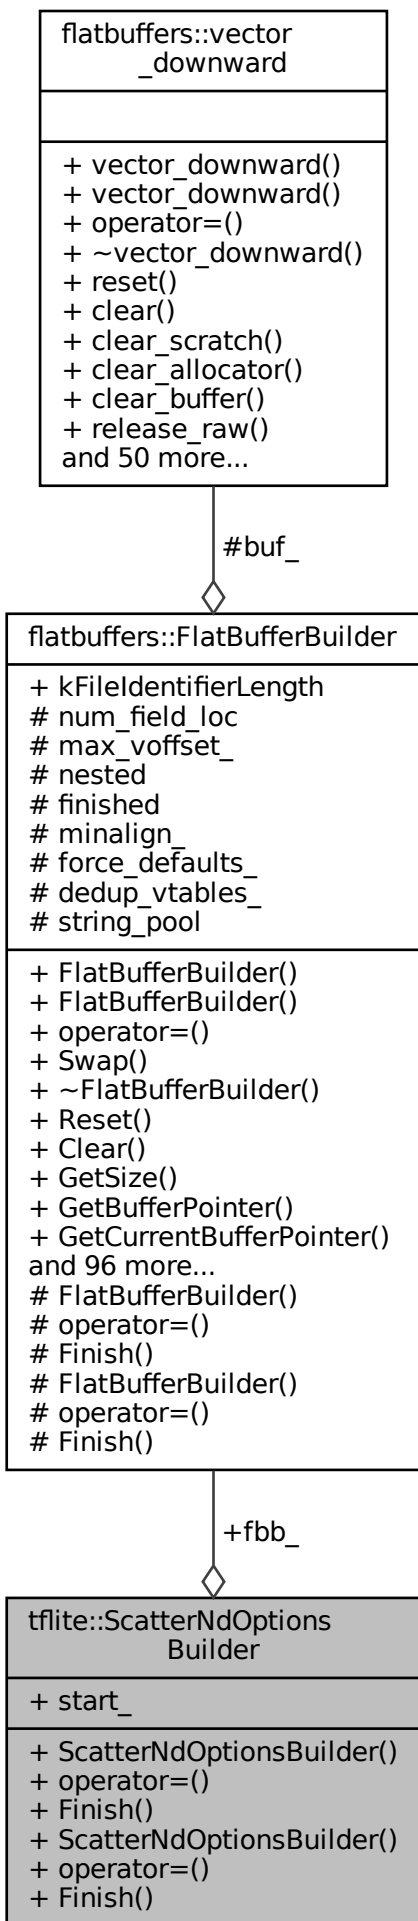 flatbuffers::vector
_downward
+ vector_downward()
+ vector_downward()
+ operator=()
+ ~vector_downward()
+ reset()
+ clear()
+ clear_scratch()
+ clear_allocator()
+ clear_buffer()
+ release_raw()
and 50 more...
#buf_
flatbuffers::FlatBufferBuilder
+ kFileIdentifierLength
# num_field_loc
# max_voffset_
# nested
# finished
# minalign_
# force_defaults_
# dedup_vtables_
# string_pool
+ FlatBufferBuilder()
+ FlatBufferBuilder()
+ operator=()
+ Swap()
+ ~FlatBufferBuilder()
+ Reset()
+ Clear()
+ GetSize()
+ GetBufferPointer()
+ GetCurrentBufferPointer()
and 96 more...
# FlatBufferBuilder()
# operator=()
# Finish()
# FlatBufferBuilder()
# operator=()
# Finish()
+fbb_
tflite::ScatterNdOptions
Builder
+ start_
+ ScatterNdOptionsBuilder()
+ operator=()
+ Finish()
+ ScatterNdOptionsBuilder()
+ operator=()
+ Finish()